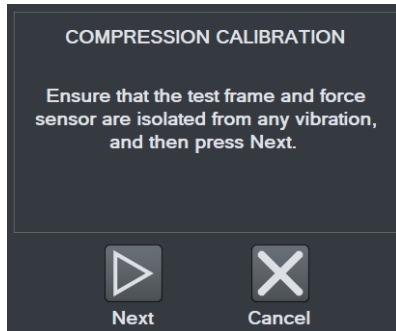 COMPRESSION CALIBRATION
Ensure that the test frame and force
sensor are isolated from any vibration,
and then press Next.
Next
Cancel